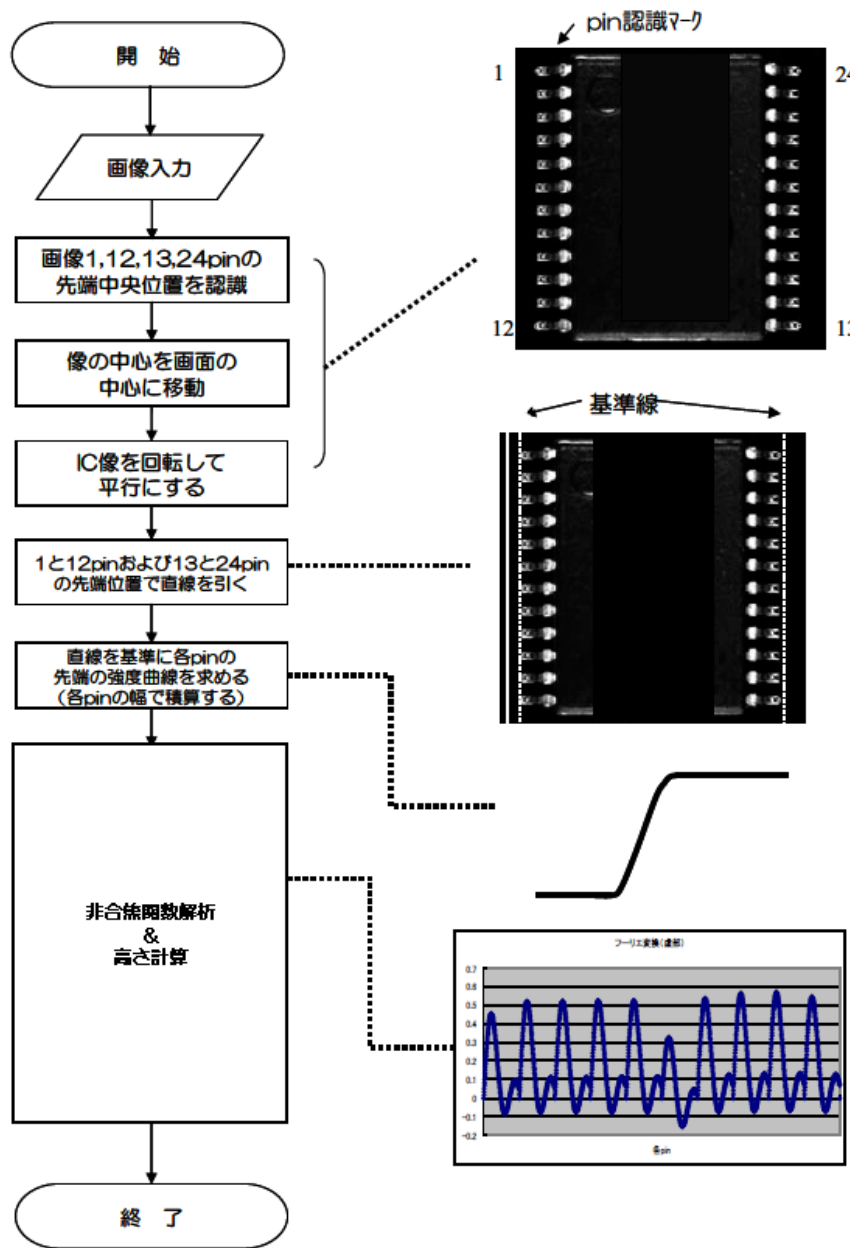 開　始
画像入力
画像1,12,13,24pinの
先端中央位置を認識
像の中心を画面の
中心に移動
IC像を回転して
平行にする
1と12pinおよび13と24pin
の先端位置で直線を引く
直線を基準に各pinの
先端の強度曲線を求める
(各pinの幅で積算する)
非合焦関数解析
&
高さ計算
終　了
pin認識マーク
1
24
12
13
基準線
フーリエ変換(虚部)
0.7
0.6
0.5
0.4
0.3
0.2
0.1
0
-0.1
-0.2
各pin